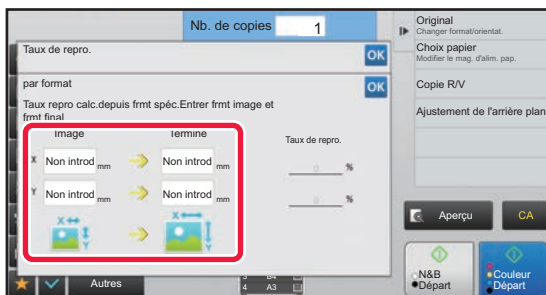 Nb. de copies 1
Taux de repro.
OK
par format
OK
Taux repro calc.depuis frmt spéc.Entrer frmt image et
frmt final
Image Terminé
Taux de repro.
X Non introd mm Non introd mm
0 %
Y Non introd mm Non introd mm
0 %
X
Y
X
Y
Autres
B4
4 A3
Original
Changer format/orientat.
Choix papier
Modifier le mag. d'alim. pap.
Copie R/V
Ajustement de l'arrière plan
Aperçu
CA
N&B
Départ
Couleur
Départ